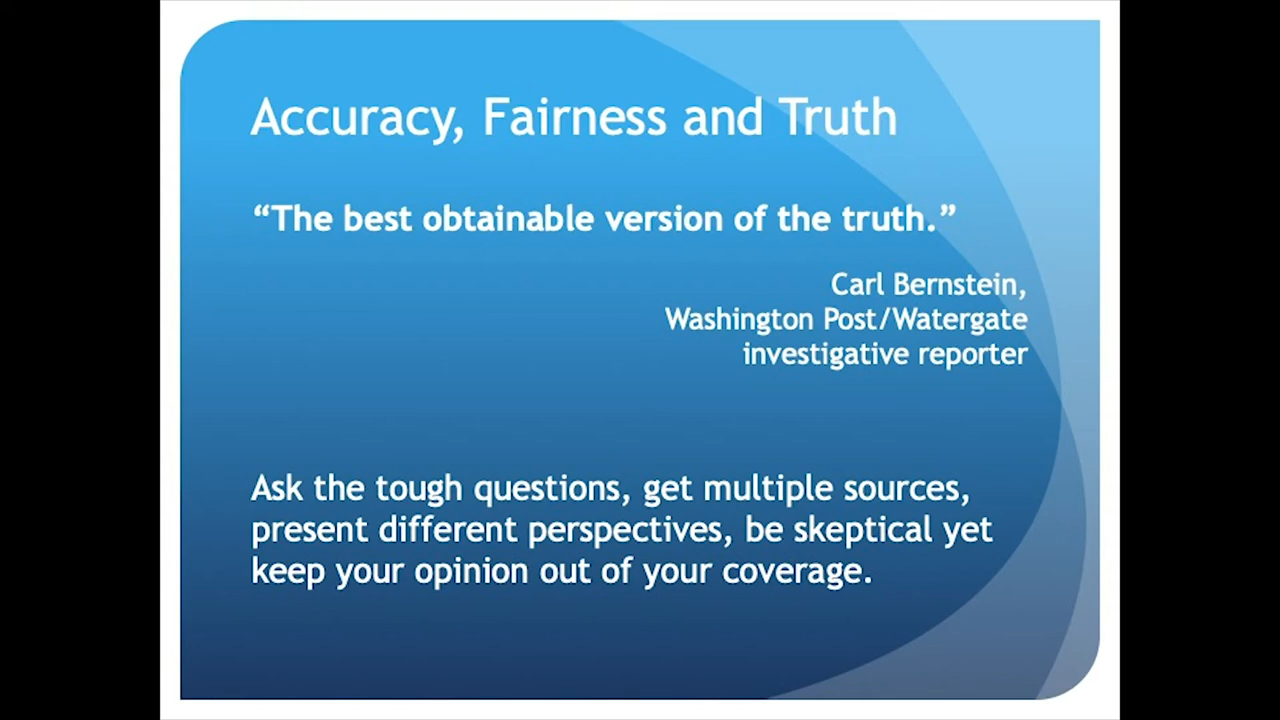 Accuracy, Fairness and Truth
“The best obtainable version of the truth.”
Carl Bernstein,
Washington Post/Watergate
investigative reporter
Ask the tough questions, get multiple sources,
present different perspectives, be skeptical yet
keep your opinion out of your coverage.